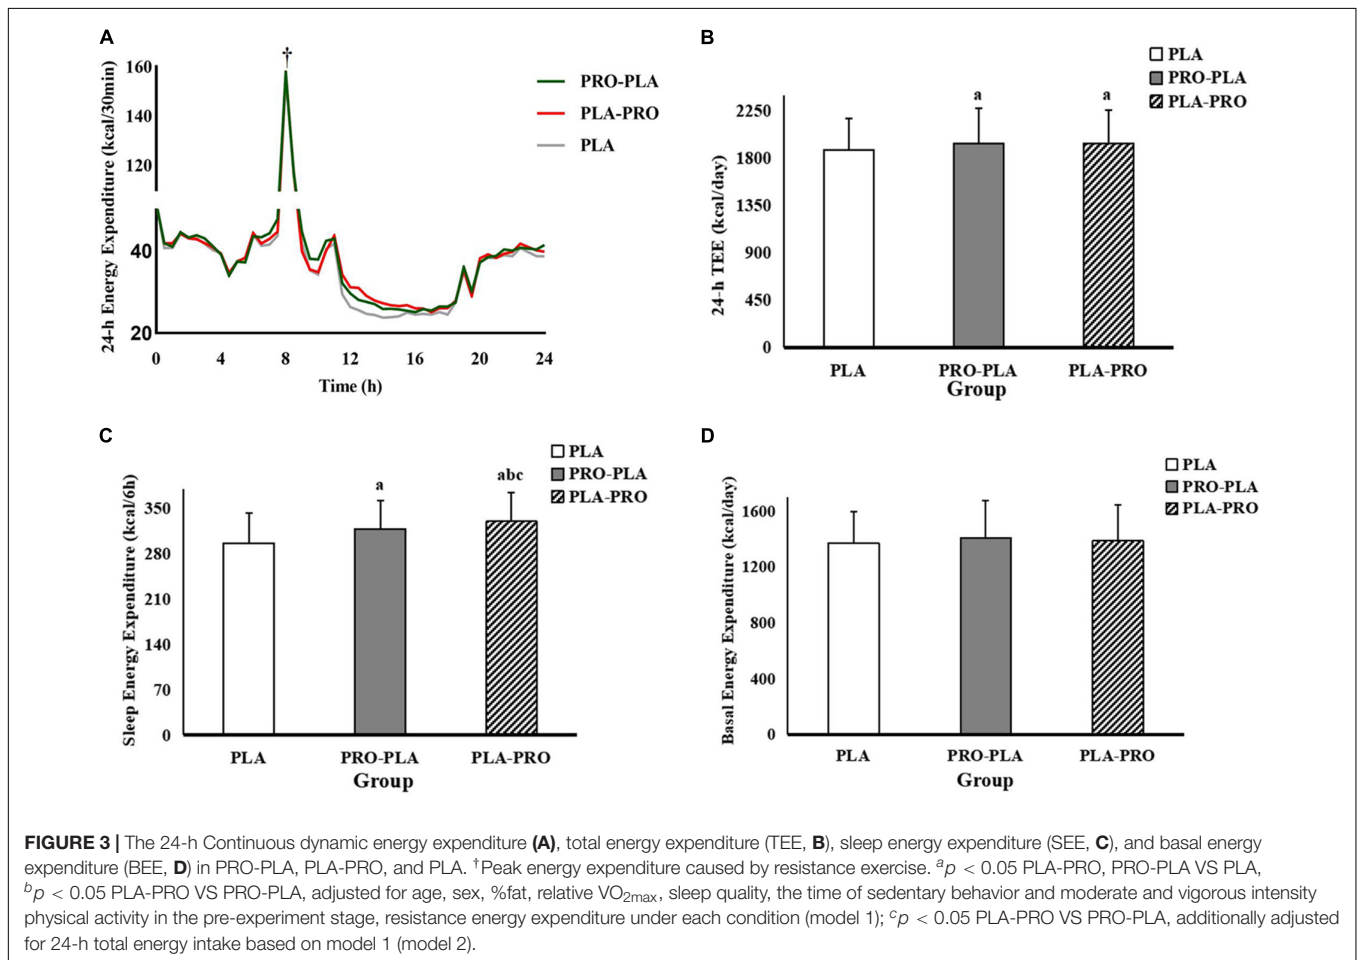 A
†
160
140
120
40
20
0
4
8
12
16
20
24
24-h Energy Expenditure (kcal/30min)
Time (h)
PRO-PLA
PLA-PRO
PLA
B
PLA
PRO-PLA
PLA-PRO
a
a
2250
1800
1350
900
450
0
24-h TEE (kcal/day)
PLA
PRO-PLA
PLA-PRO
Group
C
PLA
PRO-PLA
PLA-PRO
a
abc
350
280
210
140
70
0
Sleep Energy Expenditure (kcal/6h)
PLA
PRO-PLA
PLA-PRO
Group
D
PLA
PRO-PLA
PLA-PRO
1600
1200
800
400
0
Basal Energy Expenditure (kcal/day)
PLA
PRO-PLA
PLA-PRO
Group
FIGURE 3 | The 24-h Continuous dynamic energy expenditure (A), total energy expenditure (TEE, B), sleep energy expenditure (SEE, C), and basal energy
expenditure (BEE, D) in PRO-PLA, PLA-PRO, and PLA. †Peak energy expenditure caused by resistance exercise. ᵃp < 0.05 PLA-PRO, PRO-PLA VS PLA,
ᵇp < 0.05 PLA-PRO VS PRO-PLA, adjusted for age, sex, %fat, relative VO₂max, sleep quality, the time of sedentary behavior and moderate and vigorous intensity
physical activity in the pre-experiment stage, resistance energy expenditure under each condition (model 1); ᶜp < 0.05 PLA-PRO VS PRO-PLA, additionally adjusted
for 24-h total energy intake based on model 1 (model 2).